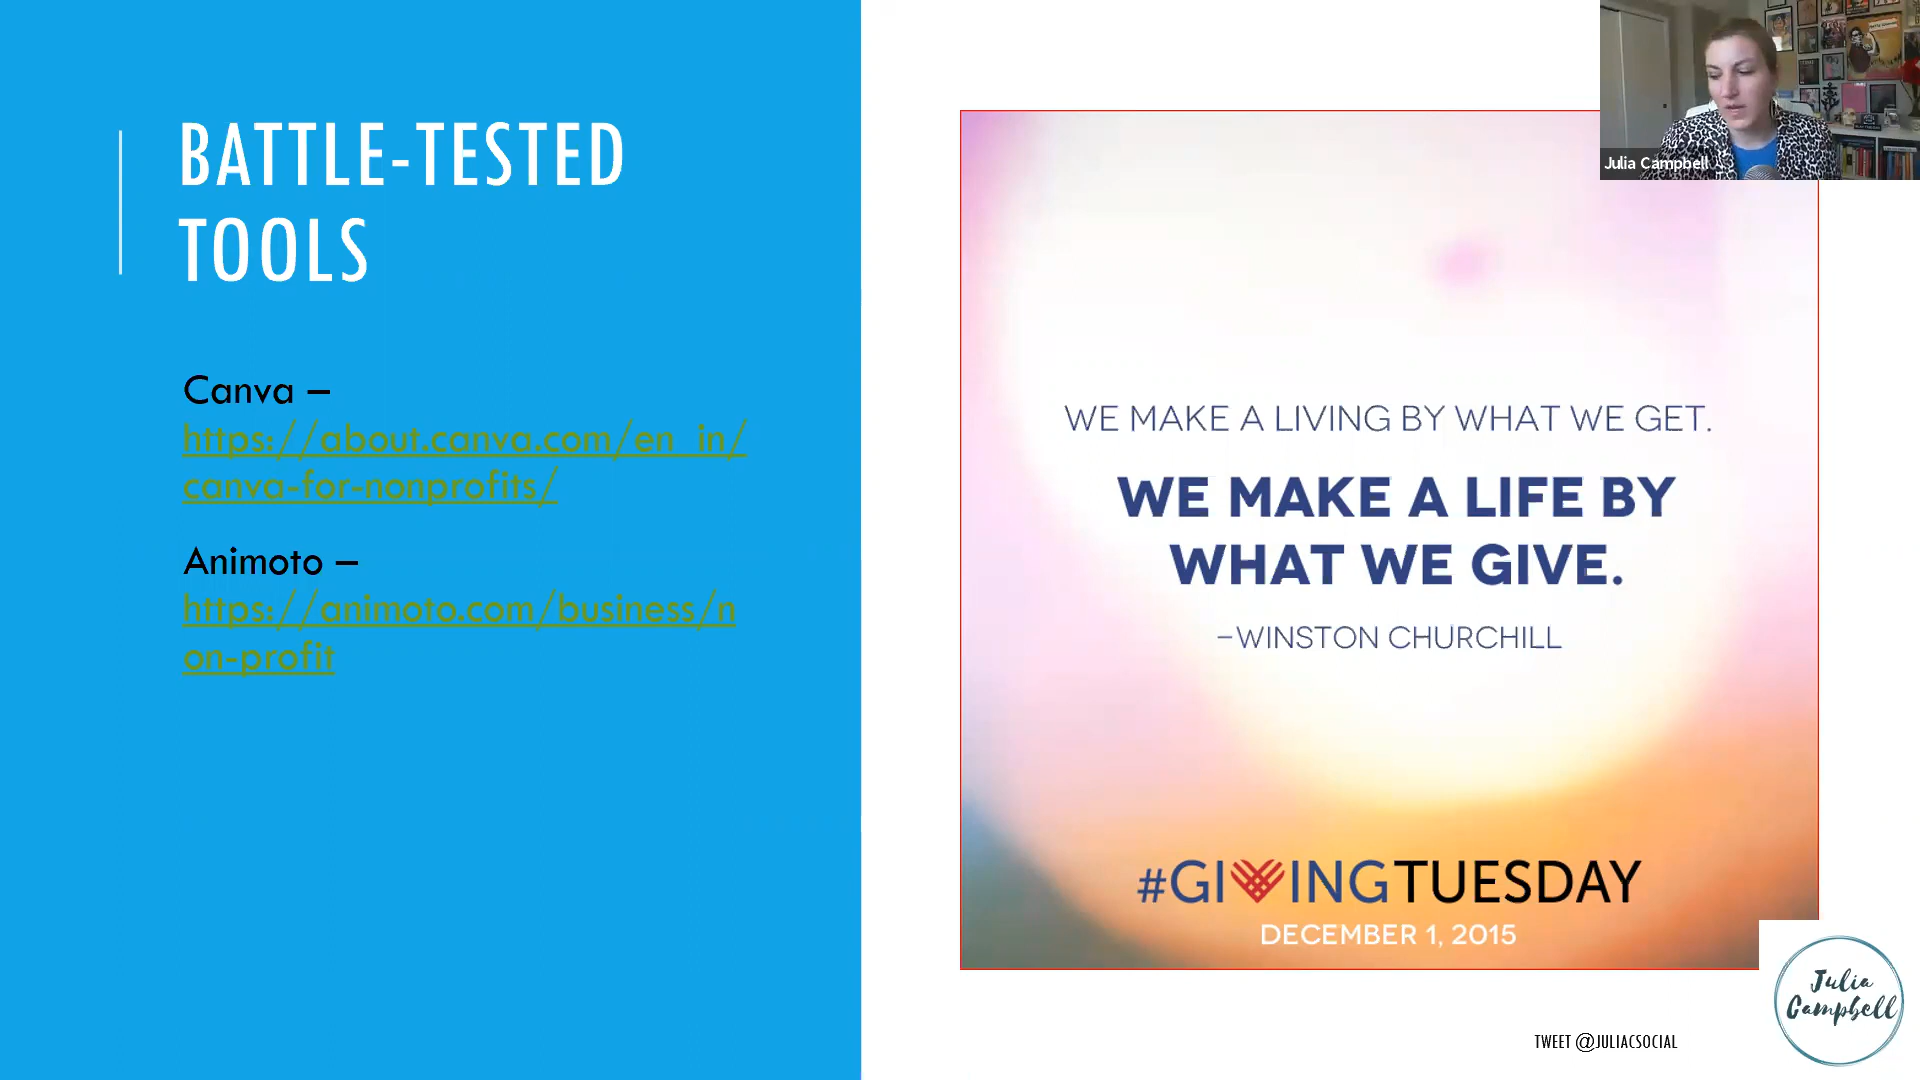 BATTLE-TESTED
TOOLS
Canva –
https://about.canva.com/en_in/
canva-for-nonprofits/
Animoto –
https://animoto.com/business/n
on-profit
Julia Campbell
WE MAKE A LIVING BY WHAT WE GET.
WE MAKE A LIFE BY
WHAT WE GIVE.
–WINSTON CHURCHILL
#GIVINGTUESDAY
DECEMBER 1, 2015
Julia
Campbell
TWEET @JULIACSOCIAL